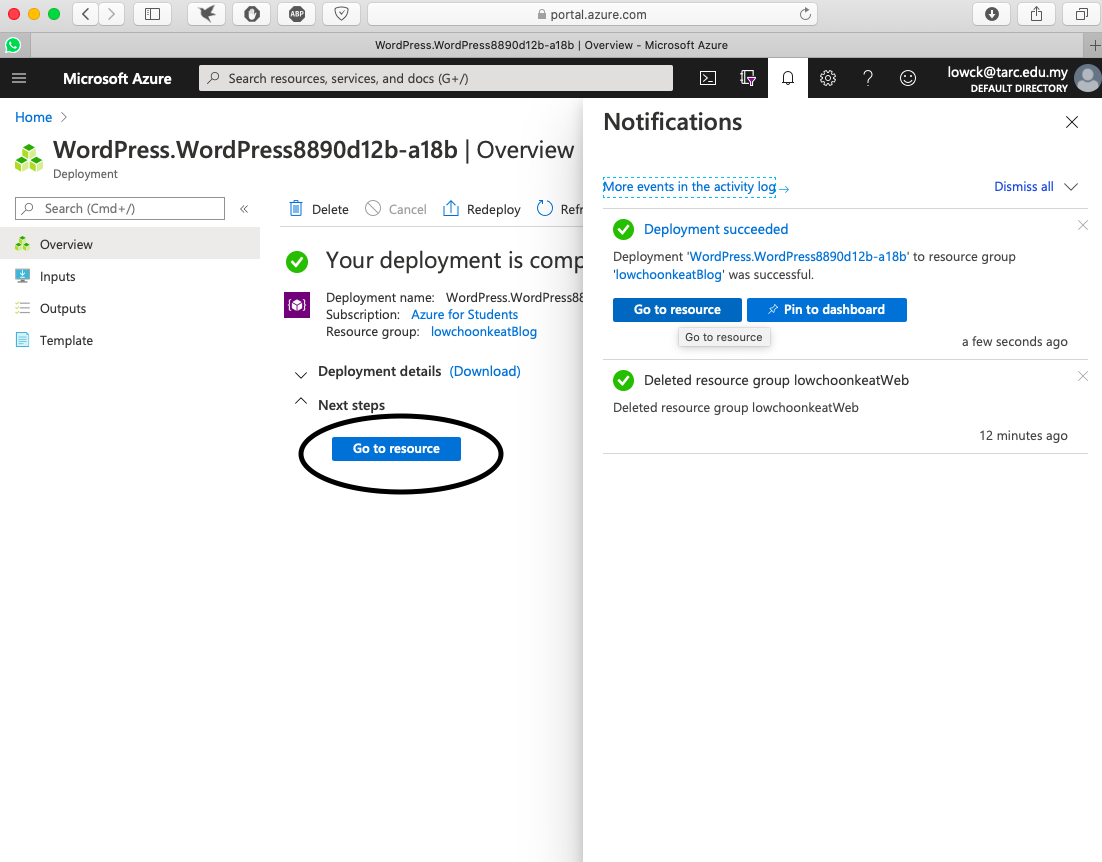 ABP
portal.azure.com
WordPress.WordPress8890d12b-a18b | Overview - Microsoft Azure
Microsoft Azure
Search resources, services, and docs (G+/)
lowck@tarc.edu.my
DEFAULT DIRECTORY
Home
WordPress.WordPress8890d12b-a18b | Overview
Deployment
Search (Cmd+/)
«
Overview
Inputs
Outputs
Template
Delete
Cancel
Redeploy
Refr
Your deployment is comp
Deployment name: WordPress.WordPress88
Subscription: Azure for Students
Resource group: lowchoonkeatBlog
Deployment details (Download)
Next steps
Go to resource
Notifications
More events in the activity log →
Dismiss all
Deployment succeeded
Deployment 'WordPress.WordPress8890d12b-a18b' to resource group
'lowchoonkeatBlog' was successful.
Go to resource
Pin to dashboard
Go to resource
a few seconds ago
Deleted resource group lowchoonkeatWeb
Deleted resource group lowchoonkeatWeb
12 minutes ago